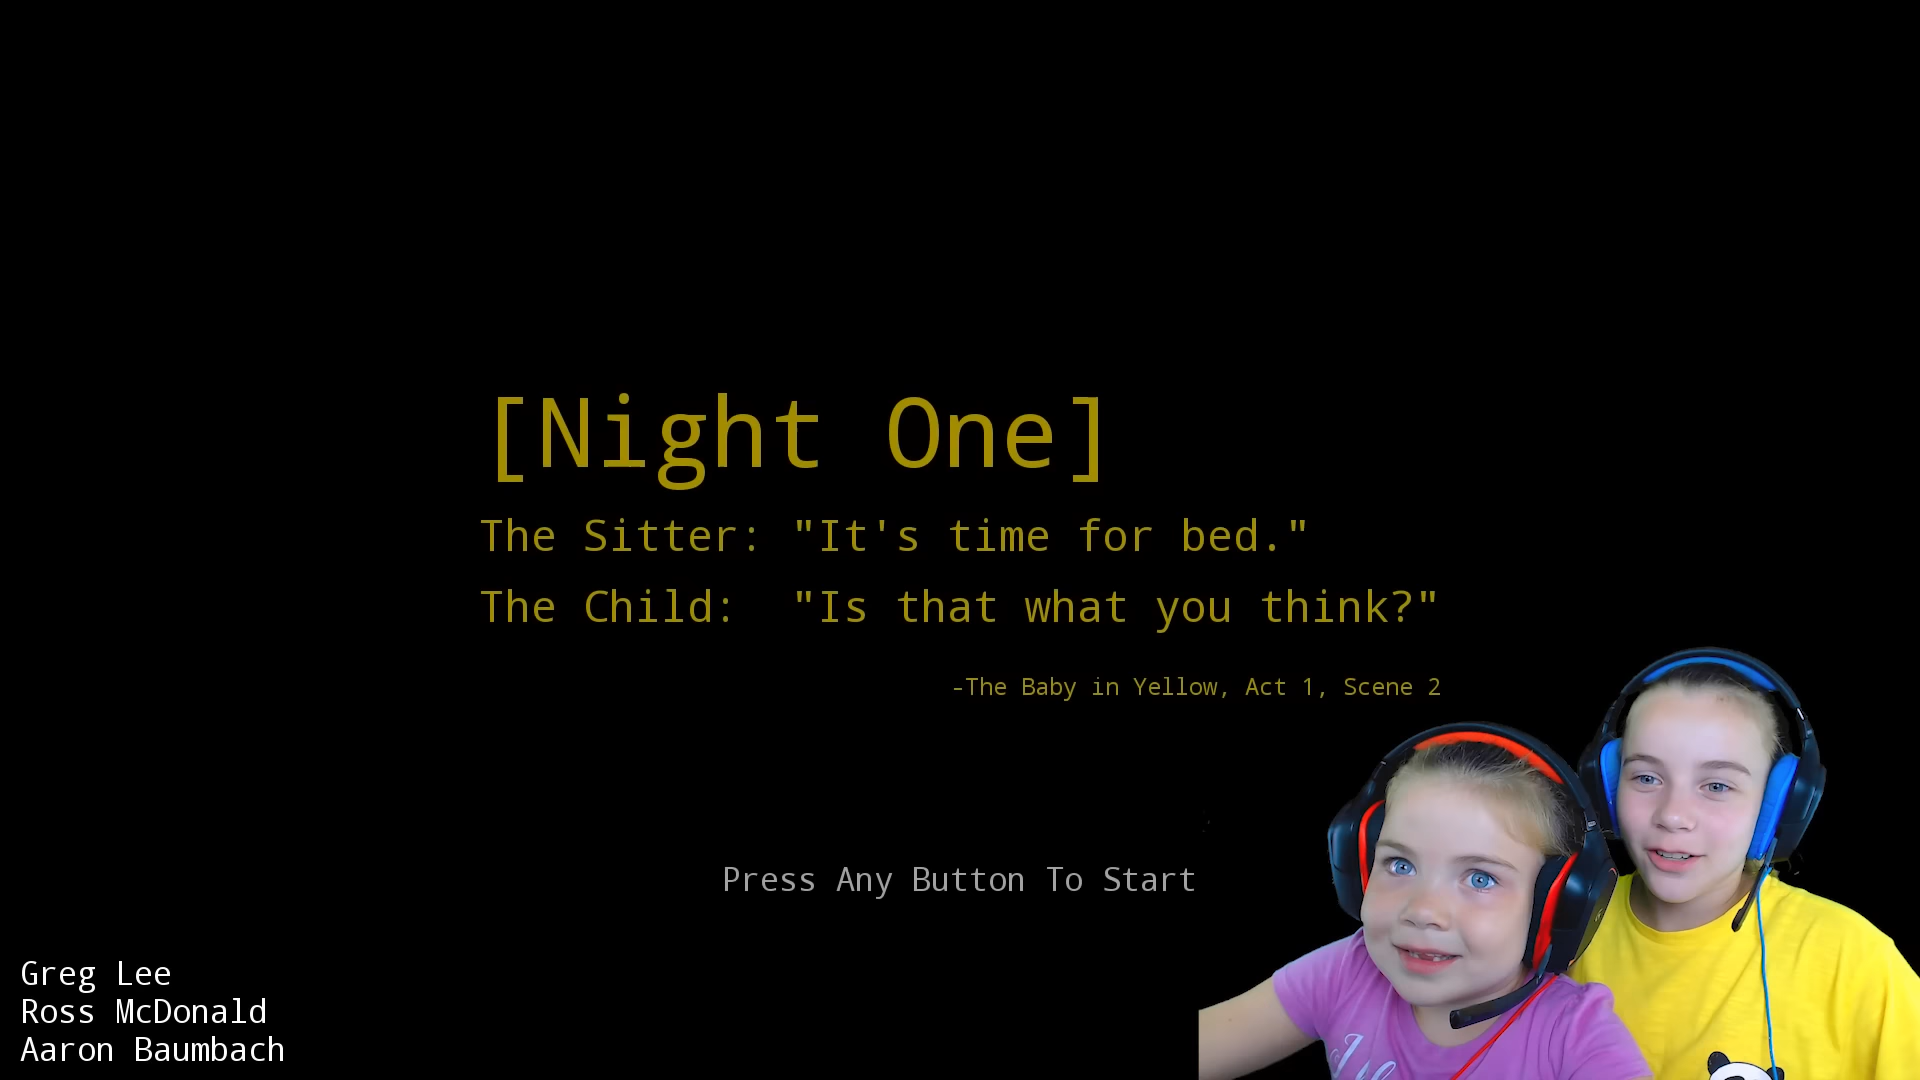 [Night One]
The Sitter: "It's time for bed."
The Child: "Is that what you think?"
-The Baby in Yellow, Act 1, Scene 2
Press Any Button To Start
Greg Lee
Ross McDonald
Aaron Baumbach